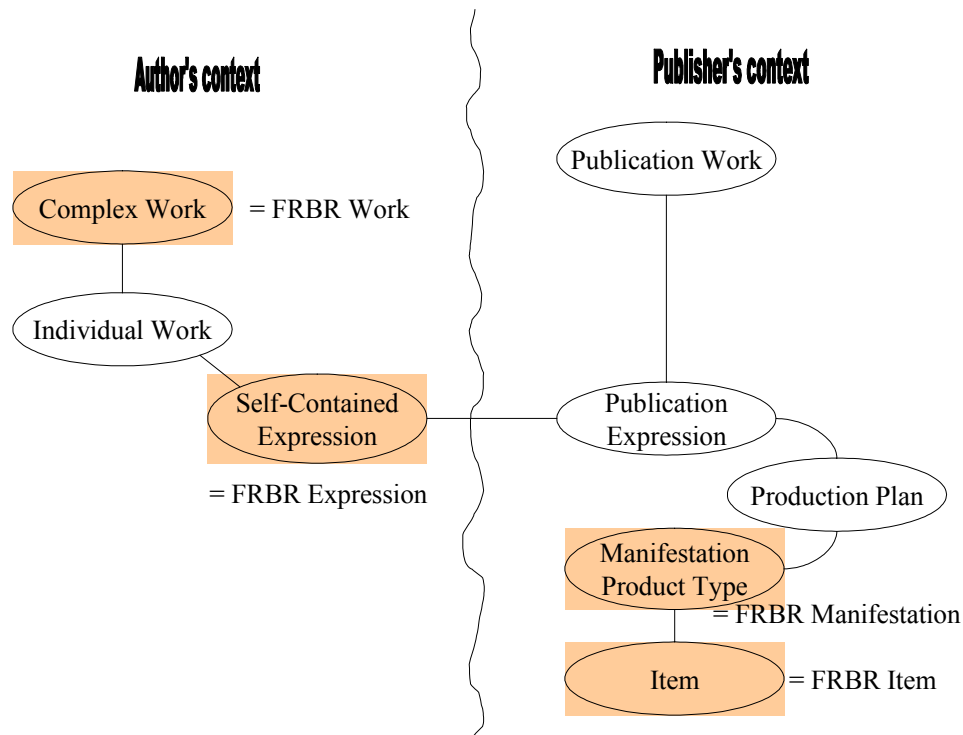 Author's context
Complex Work
= FRBR Work
Individual Work
Self-Contained
Expression
= FRBR Expression
Publisher's context
Publication Work
Publication
Expression
Production Plan
Manifestation
Product Type
= FRBR Manifestation
Item
= FRBR Item